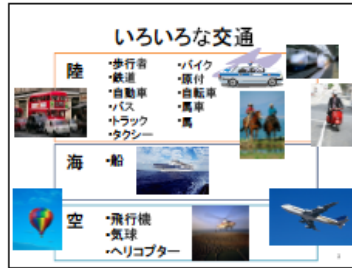 いろいろな交通
陸
・歩行者
・鉄道
・自動車
・バス
・トラック
・タクシー
・バイク
・原付
・自転車
・馬車
・馬
海
・船
空
・飛行機
・気球
・ヘリコプター